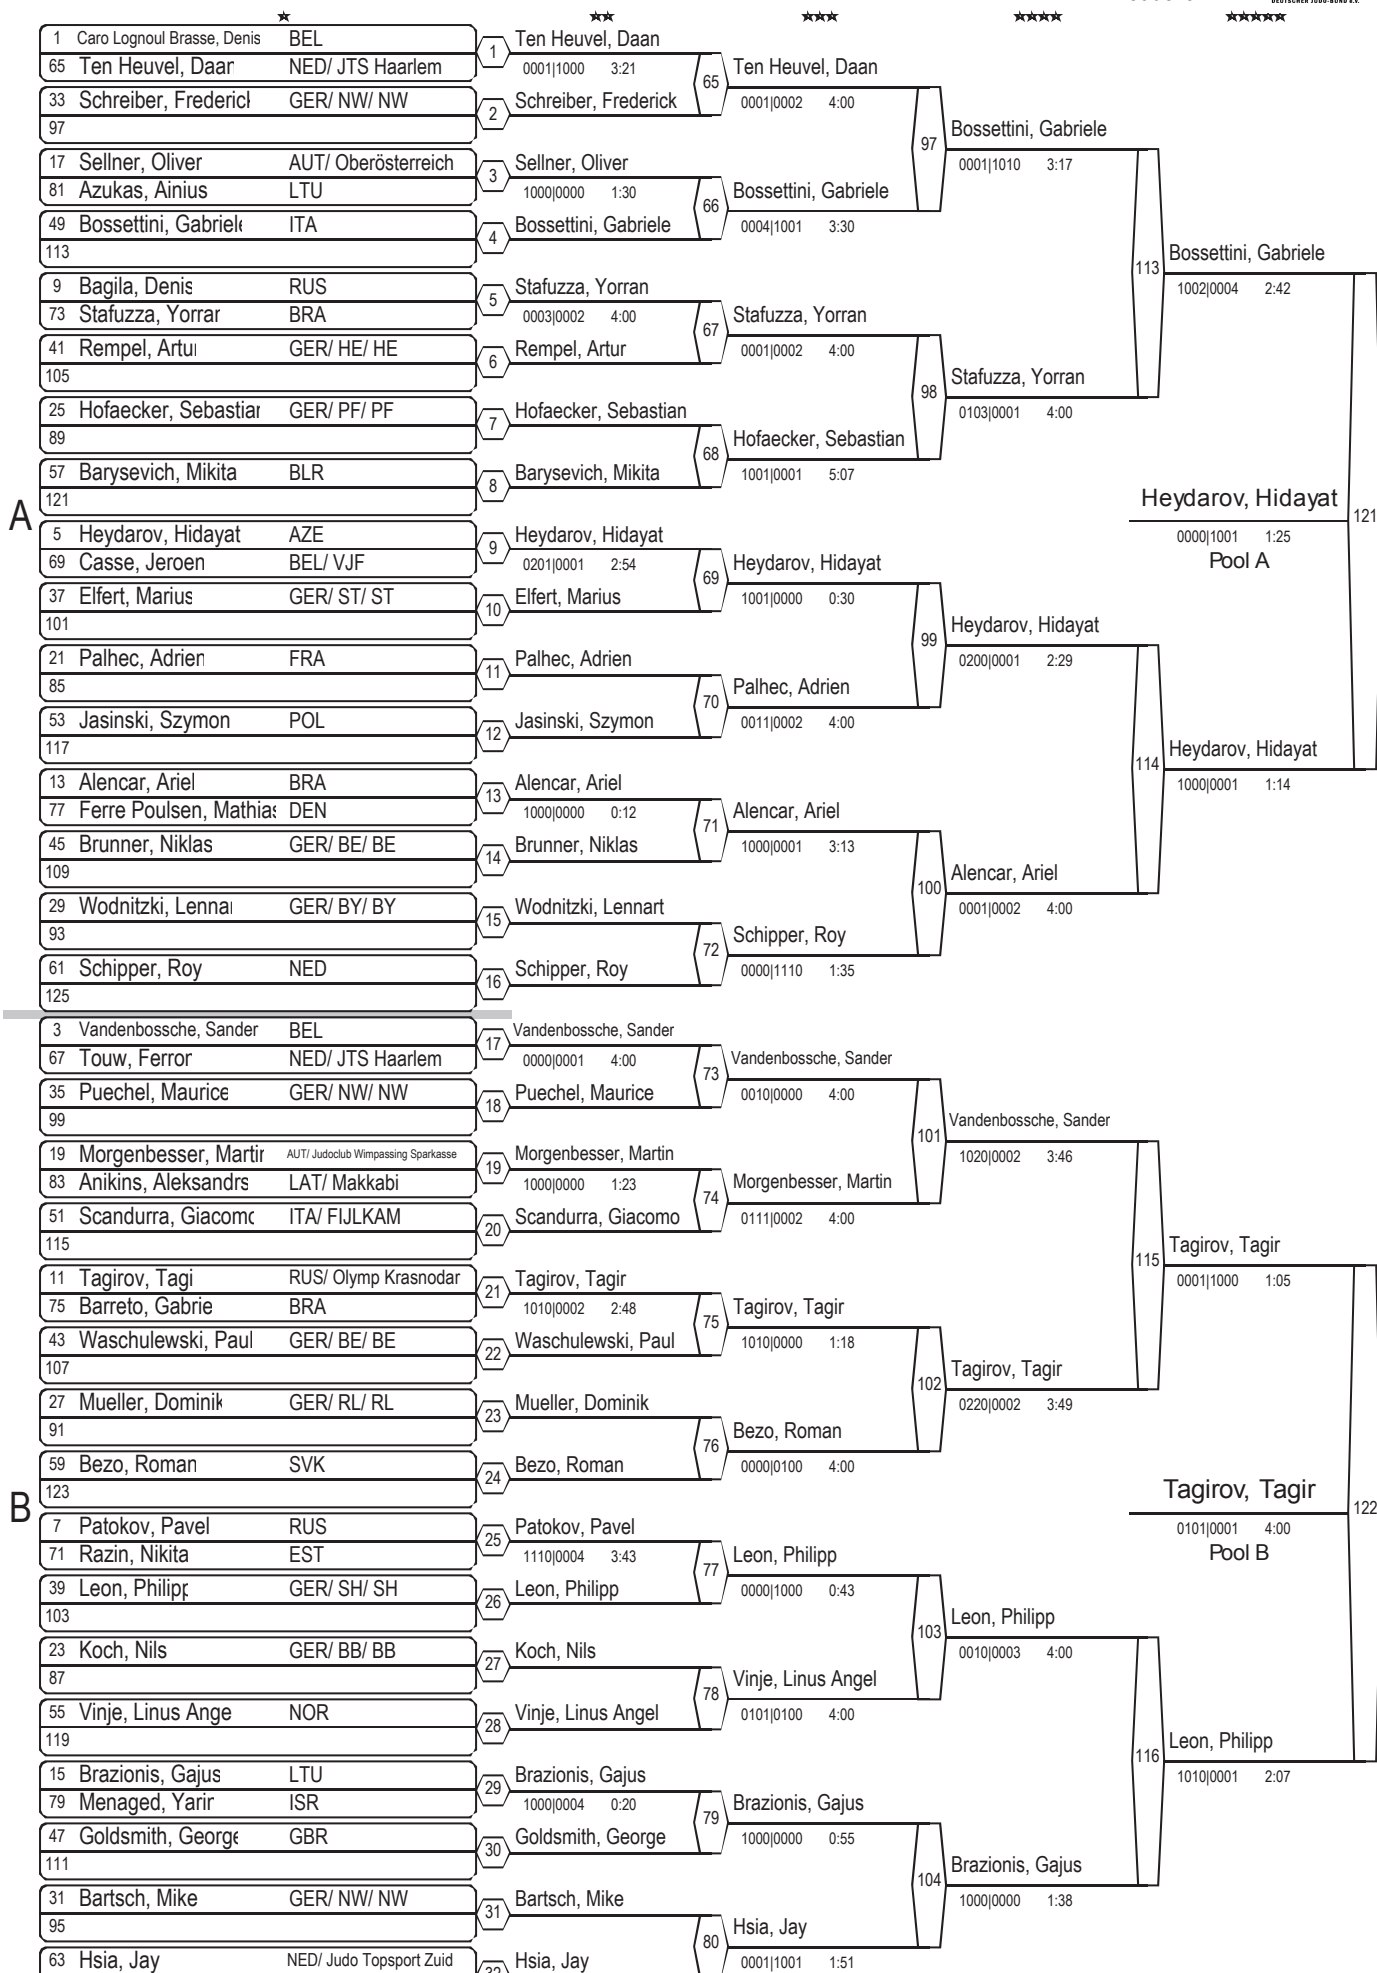 DEUTSCHER JUDO-BUND e.V.
1 Caro Lognoul Brasse, Denis BEL
65 Ten Heuvel, Daan NED/ JTS Haarlem
33 Schreiber, Frederick GER/ NW/ NW
97
17 Sellner, Oliver AUT/ Oberösterreich
81 Azukas, Ainius LTU
49 Bossettini, Gabriele ITA
113
9 Bagila, Denis RUS
73 Stafuzza, Yorran BRA
41 Rempel, Artur GER/ HE/ HE
105
25 Hofaecker, Sebastian GER/ PF/ PF
89
57 Barysevich, Mikita BLR
121
A
5 Heydarov, Hidayat AZE
69 Casse, Jeroen BEL/ VJF
37 Elfert, Marius GER/ ST/ ST
101
21 Palhec, Adrien FRA
85
53 Jasinski, Szymon POL
117
13 Alencar, Ariel BRA
77 Ferre Poulsen, Mathias DEN
45 Brunner, Niklas GER/ BE/ BE
109
29 Wodnitzki, Lennar GER/ BY/ BY
93
61 Schipper, Roy NED
125
3 Vandenbossche, Sander BEL
67 Touw, Ferron NED/ JTS Haarlem
35 Puechel, Maurice GER/ NW/ NW
99
19 Morgenbesser, Martin AUT/ Judoclub Wimpassing Sparkasse
83 Anikins, Aleksandrs LAT/ Makkabi
51 Scandurra, Giacomo ITA/ FIJLKAM
115
11 Tagirov, Tagi RUS/ Olymp Krasnodar
75 Barreto, Gabrie BRA
43 Waschulewski, Paul GER/ BE/ BE
107
27 Mueller, Dominik GER/ RL/ RL
91
59 Bezo, Roman SVK
123
B
7 Patokov, Pavel RUS
71 Razin, Nikita EST
39 Leon, Philipp GER/ SH/ SH
103
23 Koch, Nils GER/ BB/ BB
87
55 Vinje, Linus Ange NOR
119
15 Brazionis, Gajus LTU
79 Menaged, Yarin ISR
47 Goldsmith, George GBR
111
31 Bartsch, Mike GER/ NW/ NW
95
63 Hsia, Jay NED/ Judo Topsport Zuid
1 Ten Heuvel, Daan
0001|1000 3:21
2 Schreiber, Frederick
3 Sellner, Oliver
1000|0000 1:30
4 Bossettini, Gabriele
5 Stafuzza, Yorran
0003|0002 4:00
6 Rempel, Artur
7 Hofaecker, Sebastian
8 Barysevich, Mikita
9 Heydarov, Hidayat
0201|0001 2:54
10 Elfert, Marius
11 Palhec, Adrien
12 Jasinski, Szymon
13 Alencar, Ariel
1000|0000 0:12
14 Brunner, Niklas
15 Wodnitzki, Lennart
16 Schipper, Roy
17 Vandenbossche, Sander
0000|0001 4:00
18 Puechel, Maurice
19 Morgenbesser, Martin
1000|0000 1:23
20 Scandurra, Giacomo
21 Tagirov, Tagir
1010|0002 2:48
22 Waschulewski, Paul
23 Mueller, Dominik
24 Bezo, Roman
25 Patokov, Pavel
1110|0004 3:43
26 Leon, Philipp
27 Koch, Nils
28 Vinje, Linus Angel
29 Brazionis, Gajus
1000|0004 0:20
30 Goldsmith, George
31 Bartsch, Mike
32 Hsia, Jay
65 Ten Heuvel, Daan
0001|0002 4:00
66 Bossettini, Gabriele
0004|1001 3:30
67 Stafuzza, Yorran
0001|0002 4:00
68 Hofaecker, Sebastian
1001|0001 5:07
69 Heydarov, Hidayat
1001|0000 0:30
70 Palhec, Adrien
0011|0002 4:00
71 Alencar, Ariel
1000|0001 3:13
72 Schipper, Roy
0000|1110 1:35
73 Vandenbossche, Sander
0010|0000 4:00
74 Morgenbesser, Martin
0111|0002 4:00
75 Tagirov, Tagir
1010|0000 1:18
76 Bezo, Roman
0000|0100 4:00
77 Leon, Philipp
0000|1000 0:43
78 Vinje, Linus Angel
0101|0100 4:00
79 Brazionis, Gajus
1000|0000 0:55
80 Hsia, Jay
0001|1001 1:51
97 Bossettini, Gabriele
0001|1010 3:17
98 Stafuzza, Yorran
0103|0001 4:00
99 Heydarov, Hidayat
0200|0001 2:29
100 Alencar, Ariel
0001|0002 4:00
101 Vandenbossche, Sander
1020|0002 3:46
102 Tagirov, Tagir
0220|0002 3:49
103 Leon, Philipp
0010|0003 4:00
104 Brazionis, Gajus
1000|0000 1:38
113 Bossettini, Gabriele
1002|0004 2:42
114 Heydarov, Hidayat
1000|0001 1:14
115 Tagirov, Tagir
0001|1000 1:05
116 Leon, Philipp
1010|0001 2:07
Heydarov, Hidayat 121
0000|1001 1:25
Pool A
Tagirov, Tagir 122
0101|0001 4:00
Pool B